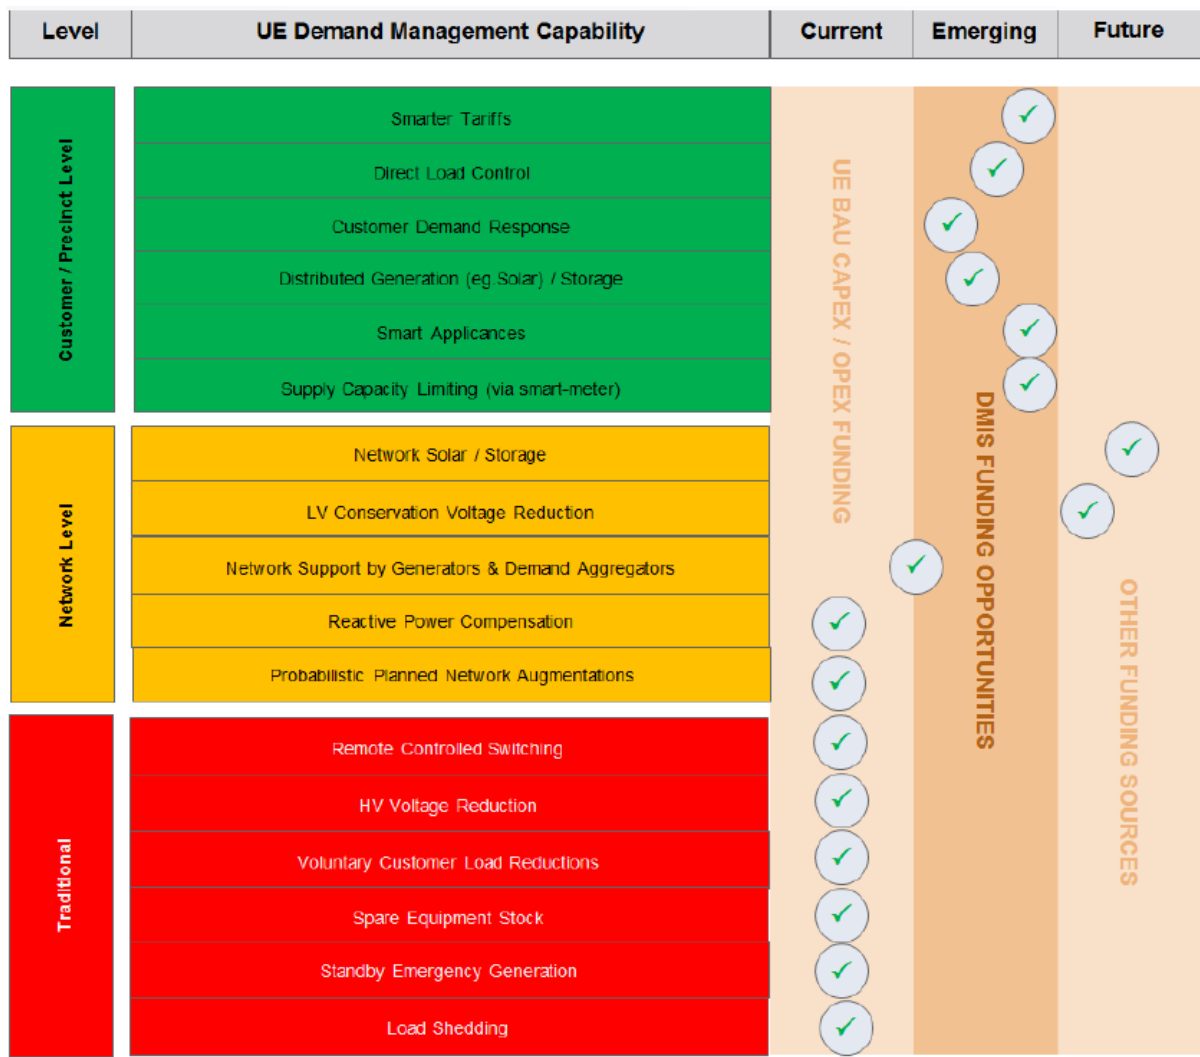 Level UE Demand Management Capability Current Emerging Future
Customer / Precinct Level
Smarter Tariffs
Direct Load Control
Customer Demand Response
Distributed Generation (eg.Solar) / Storage
Smart Applicances
Supply Capacity Limiting (via smart-meter)
Network Level
Network Solar / Storage
LV Conservation Voltage Reduction
Network Support by Generators & Demand Aggregators
Reactive Power Compensation
Probabilistic Planned Network Augmentations
Traditional
Remote Controlled Switching
HV Voltage Reduction
Voluntary Customer Load Reductions
Spare Equipment Stock
Standby Emergency Generation
Load Shedding
UE BAU CAPEX / OPEX FUNDING
DMIS FUNDING OPPORTUNITIES
OTHER FUNDING SOURCES